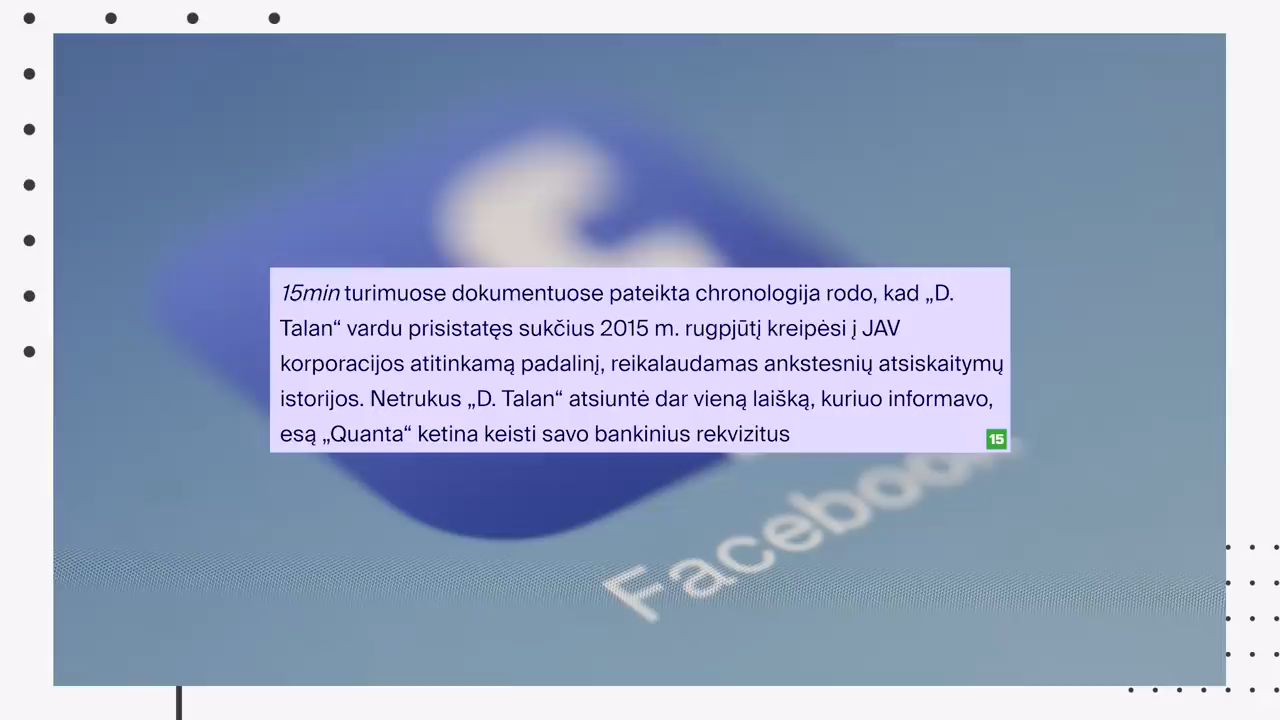 15min turimuose dokumentuose pateikta chronologija rodo, kad „D.
Talan“ vardu prisistatęs sukčius 2015 m. rugpjūtį kreipėsi į JAV
korporacijos atitinkamą padalinį, reikalaudamas ankstesnių atsiskaitymų
istorijos. Netrukus „D. Talan“ atsiuntė dar vieną laišką, kuriuo informavo,
esą „Quanta“ ketina keisti savo bankinius rekvizitus
15
Facebook